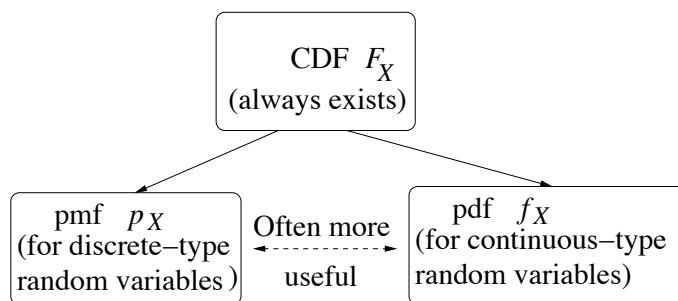 CDF F_X
(always exists)
pmf p_X
(for discrete–type
random variables )
Often more
useful
pdf f_X
(for continuous–type
random variables)